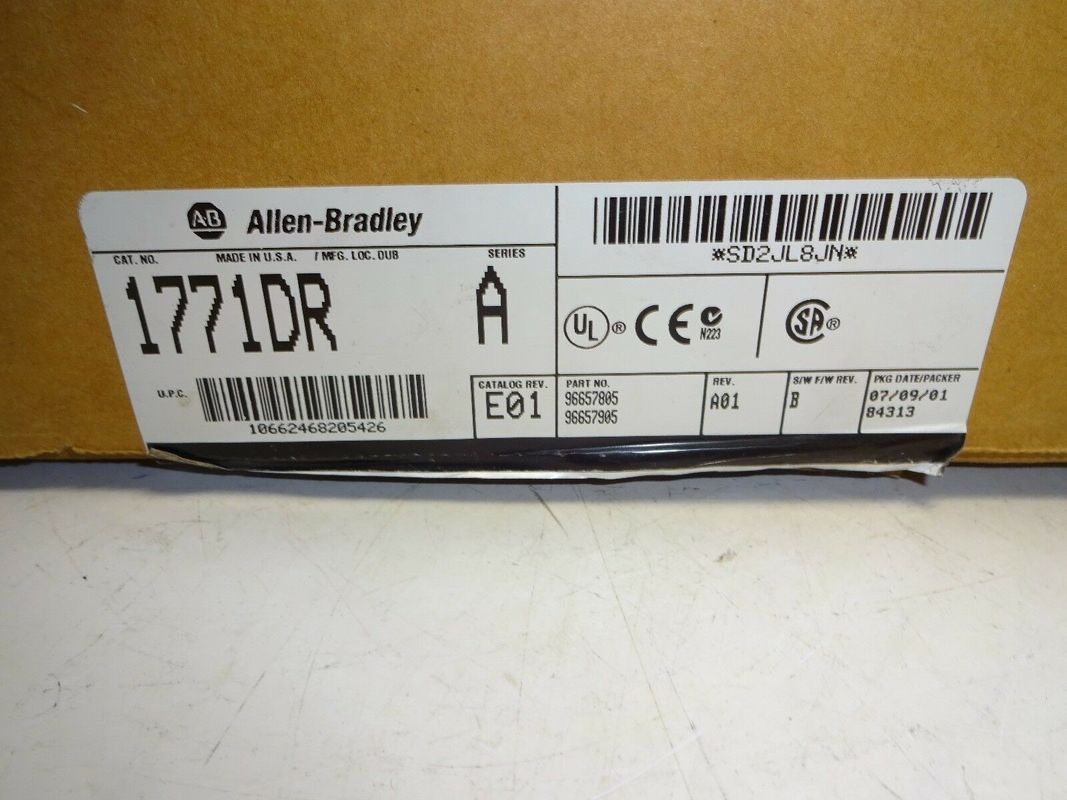 AB Allen-Bradley
*SD2JL8JN*
CAT. NO. MADE IN U.S.A. / MFG. LOC. DUB SERIES
1771DR A
UL ® CE N223 SA ®
U.P.C.
10662468205426
CATALOG REV.
E01
PART NO.
96657805
96657905
REV.
A01
S/W F/W REV.
B
PKG DATE/PACKER
07/09/01
84313